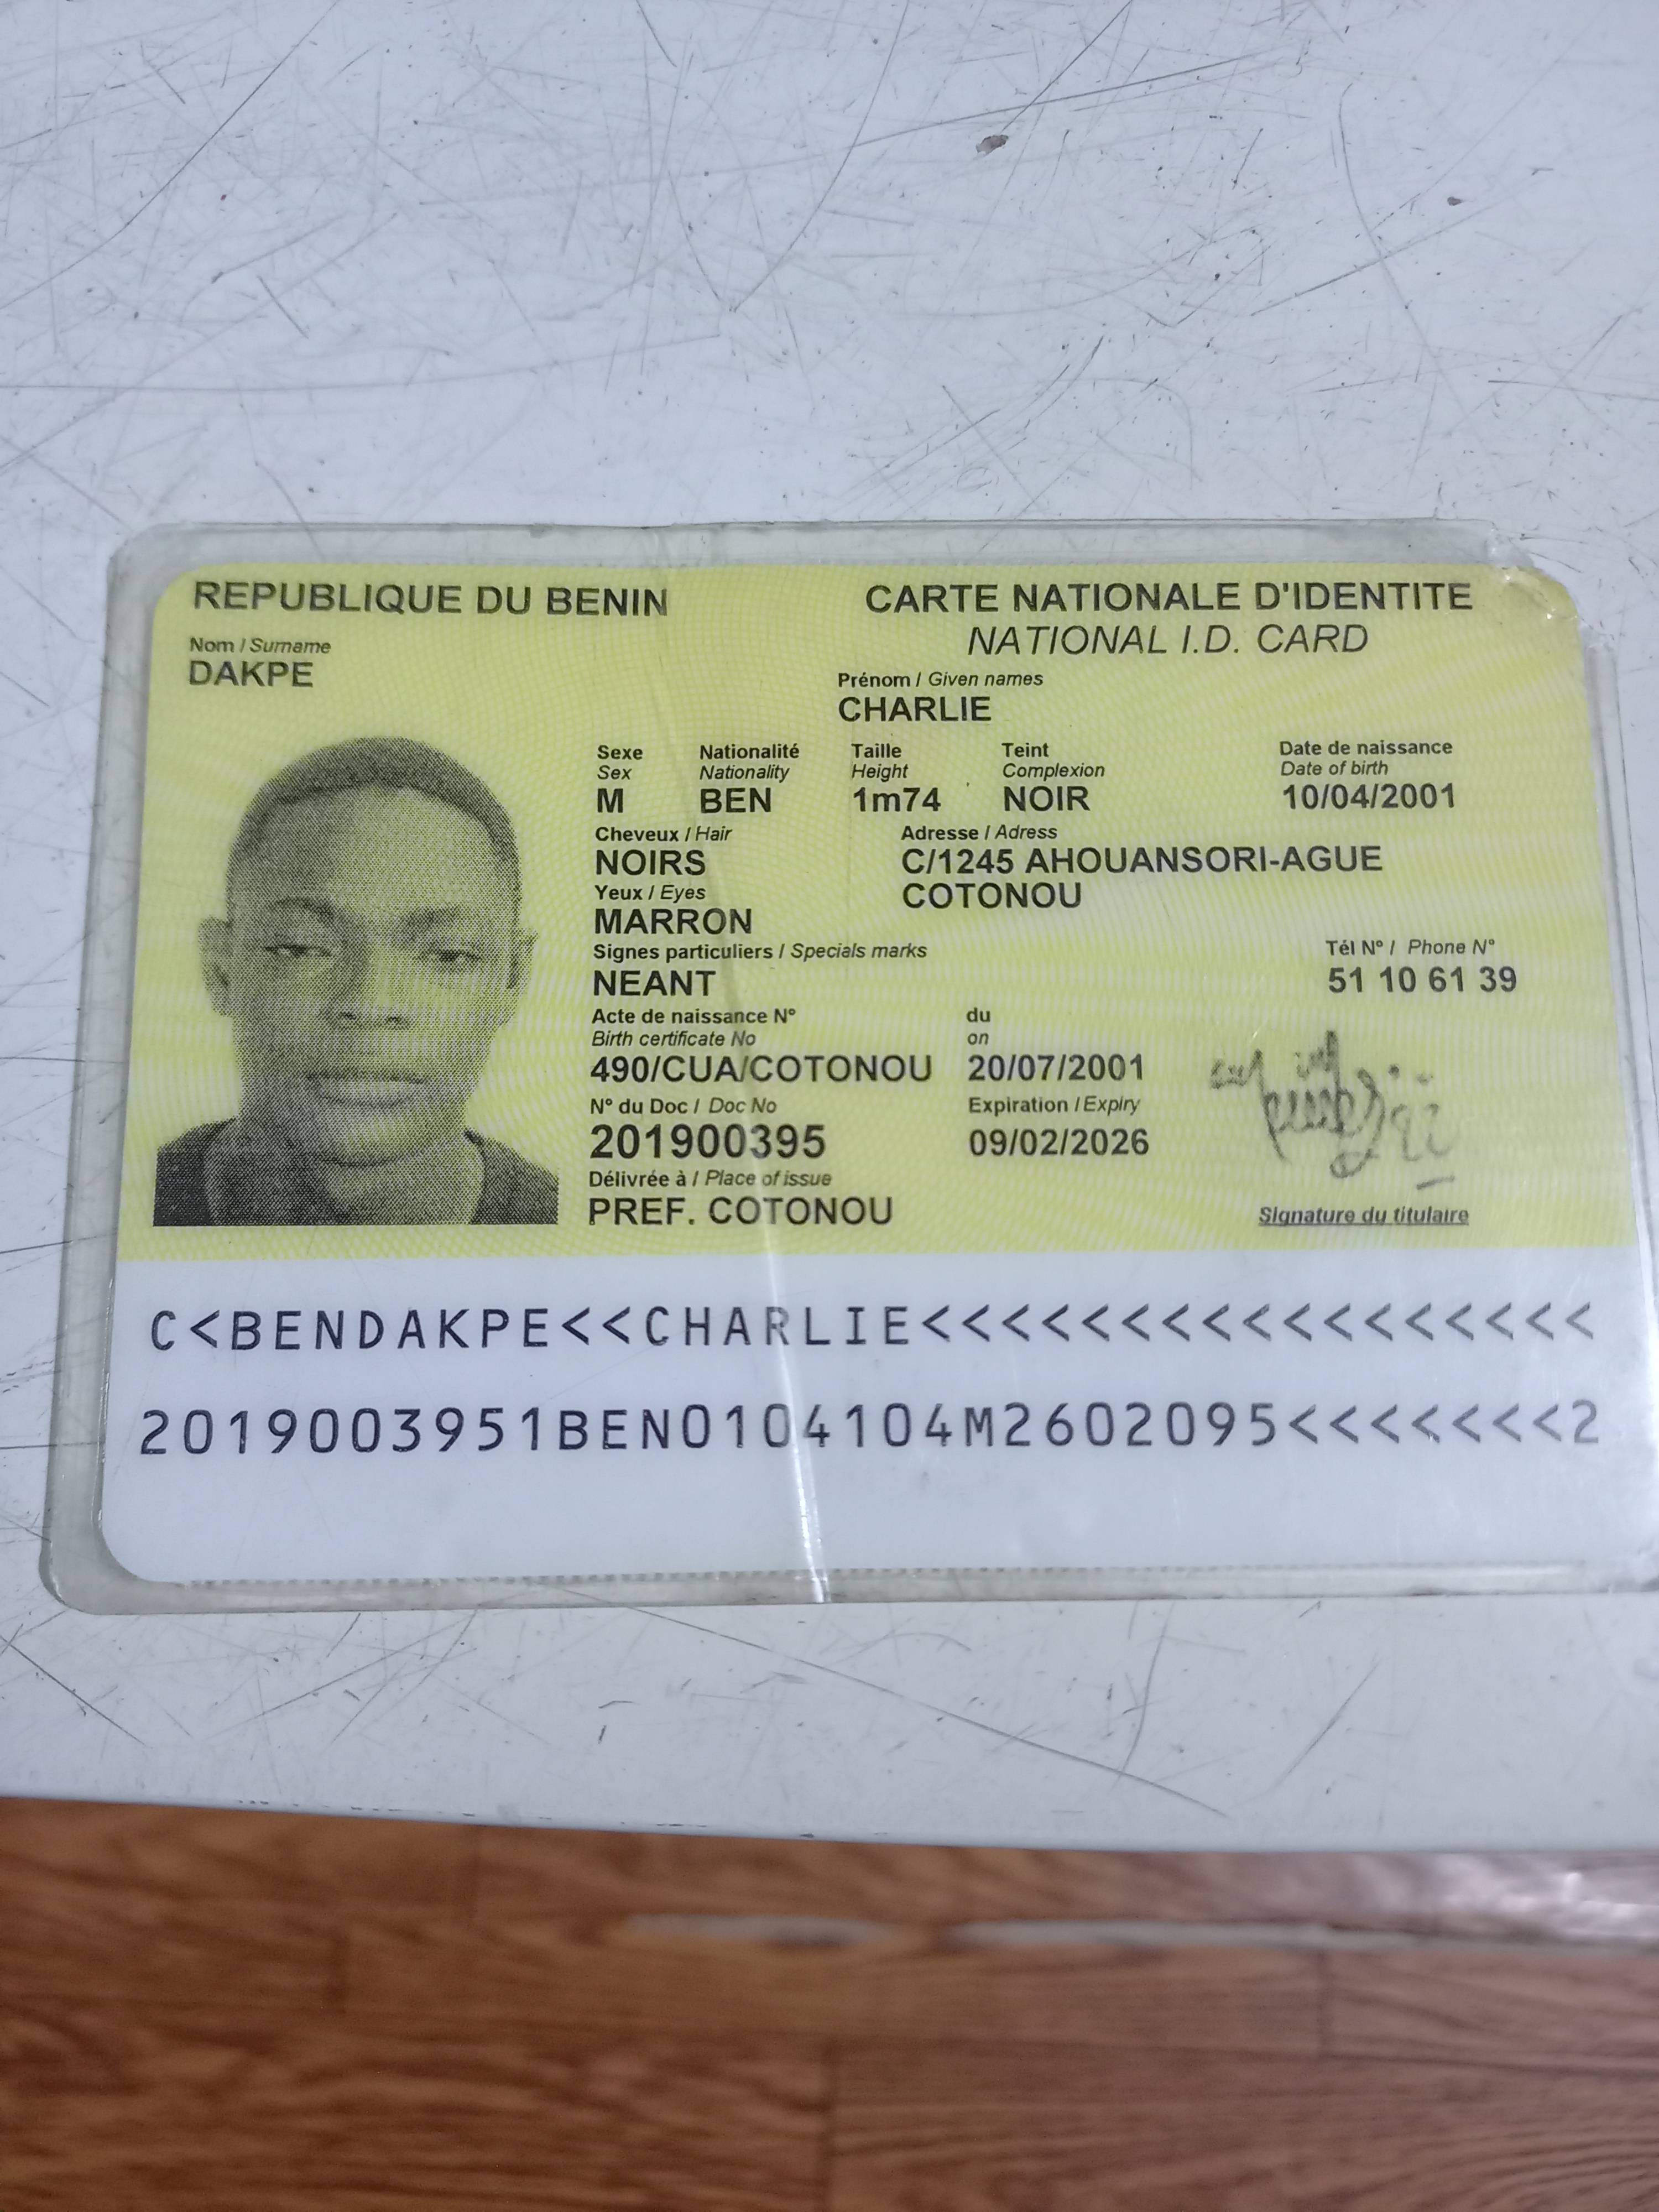 REPUBLIQUE DU BENIN
CARTE NATIONALE D'IDENTITE
NATIONAL I.D. CARD
Nom / Surname
DAKPE
Prénom / Given names
CHARLIE
Sexe Nationalité Taille Teint Date de naissance
Sex Nationality Height Complexion Date of birth
M BEN 1m74 NOIR 10/04/2001
Cheveux / Hair Adresse / Adress
NOIRS C/1245 AHOUANSORI-AGUE
Yeux / Eyes COTONOU
MARRON
Signes particuliers / Specials marks Tél N° / Phone N°
NEANT 51 10 61 39
Acte de naissance N° du
Birth certificate No on
490/CUA/COTONOU 20/07/2001
N° du Doc / Doc No Expiration / Expiry
201900395 09/02/2026
Délivrée à / Place of issue
PREF. COTONOU
Signature du titulaire
C<BENDAKPE<<CHARLIE<<<<<<<<<<<<<<<<<
2019003951BEN0104104M2602095<<<<<<<2